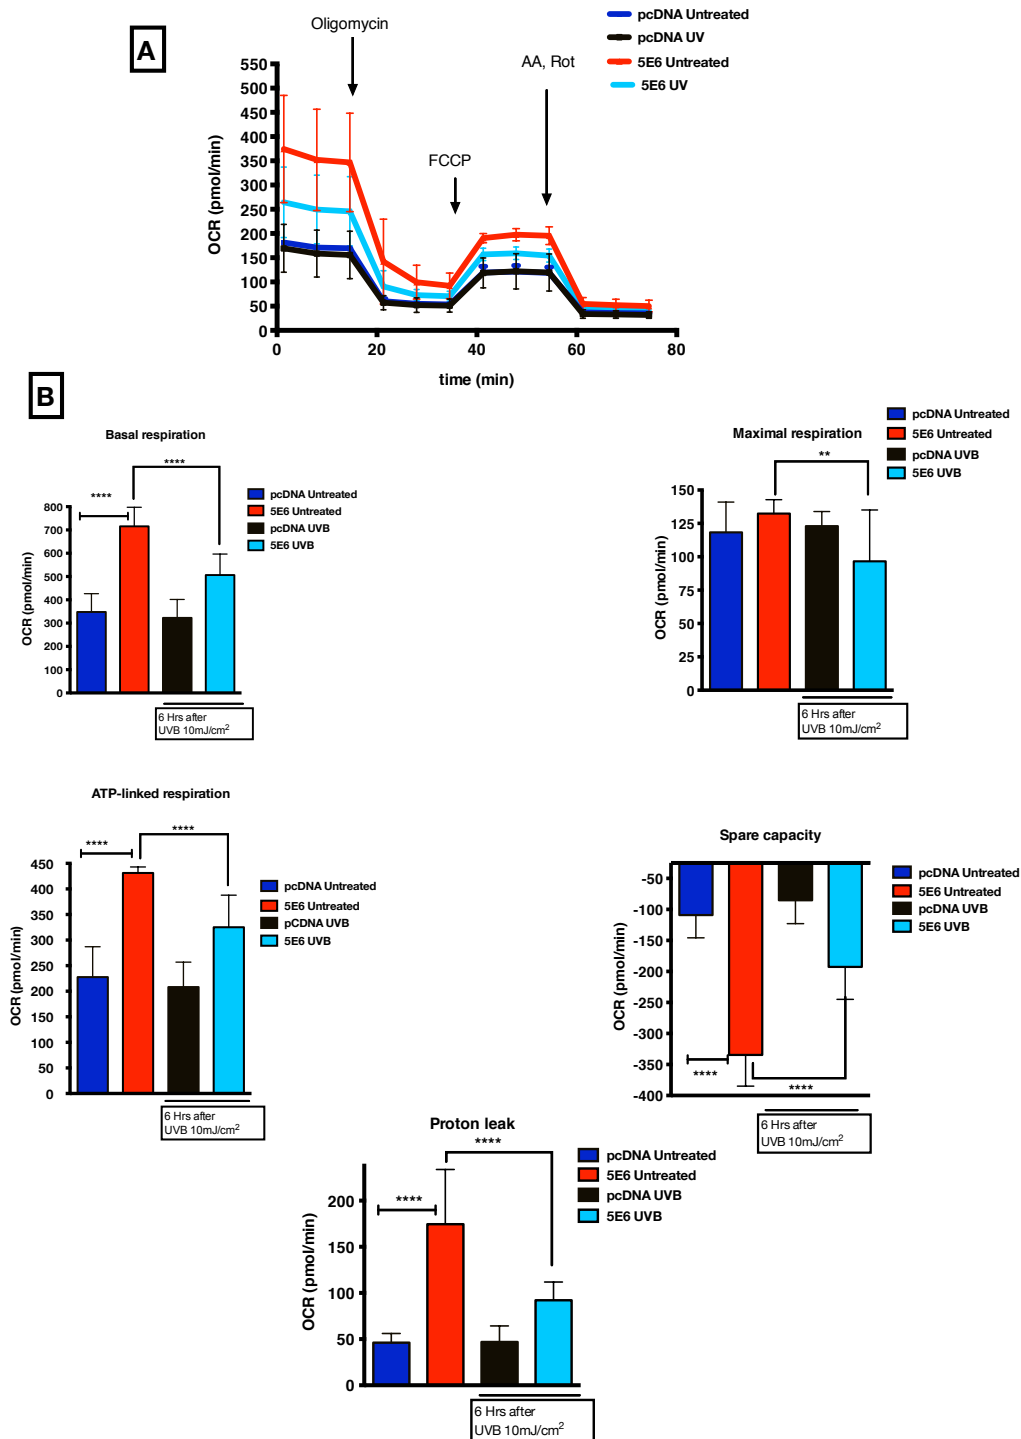 A
Oligomycin
AA, Rot
FCCP
pcDNA Untreated
pcDNA UV
5E6 Untreated
5E6 UV
OCR (pmol/min)
550
500
450
400
350
300
250
200
150
100
50
0
0 20 40 60 80
time (min)
B
Basal respiration
****
****
OCR (pmol/min)
800
700
600
500
400
300
200
100
0
pcDNA Untreated
5E6 Untreated
pcDNA UVB
5E6 UVB
6 Hrs after
UVB 10mJ/cm²
Maximal respiration
**
OCR (pmol/min)
150
125
100
75
50
25
0
pcDNA Untreated
5E6 Untreated
pcDNA UVB
5E6 UVB
6 Hrs after
UVB 10mJ/cm²
ATP-linked respiration
****
****
OCR (pmol/min)
450
400
350
300
250
200
150
100
50
0
pcDNA Untreated
5E6 Untreated
pCDNA UVB
5E6 UVB
6 Hrs after
UVB 10mJ/cm²
Spare capacity
OCR (pmol/min)
-50
-100
-150
-200
-250
-300
-350
-400
****
****
pcDNA Untreated
5E6 Untreated
pcDNA UVB
5E6 UVB
6 Hrs after
UVB 10mJ/cm²
Proton leak
****
****
OCR (pmol/min)
200
150
100
50
0
pcDNA Untreated
5E6 Untreated
pcDNA UVB
5E6 UVB
6 Hrs after
UVB 10mJ/cm²